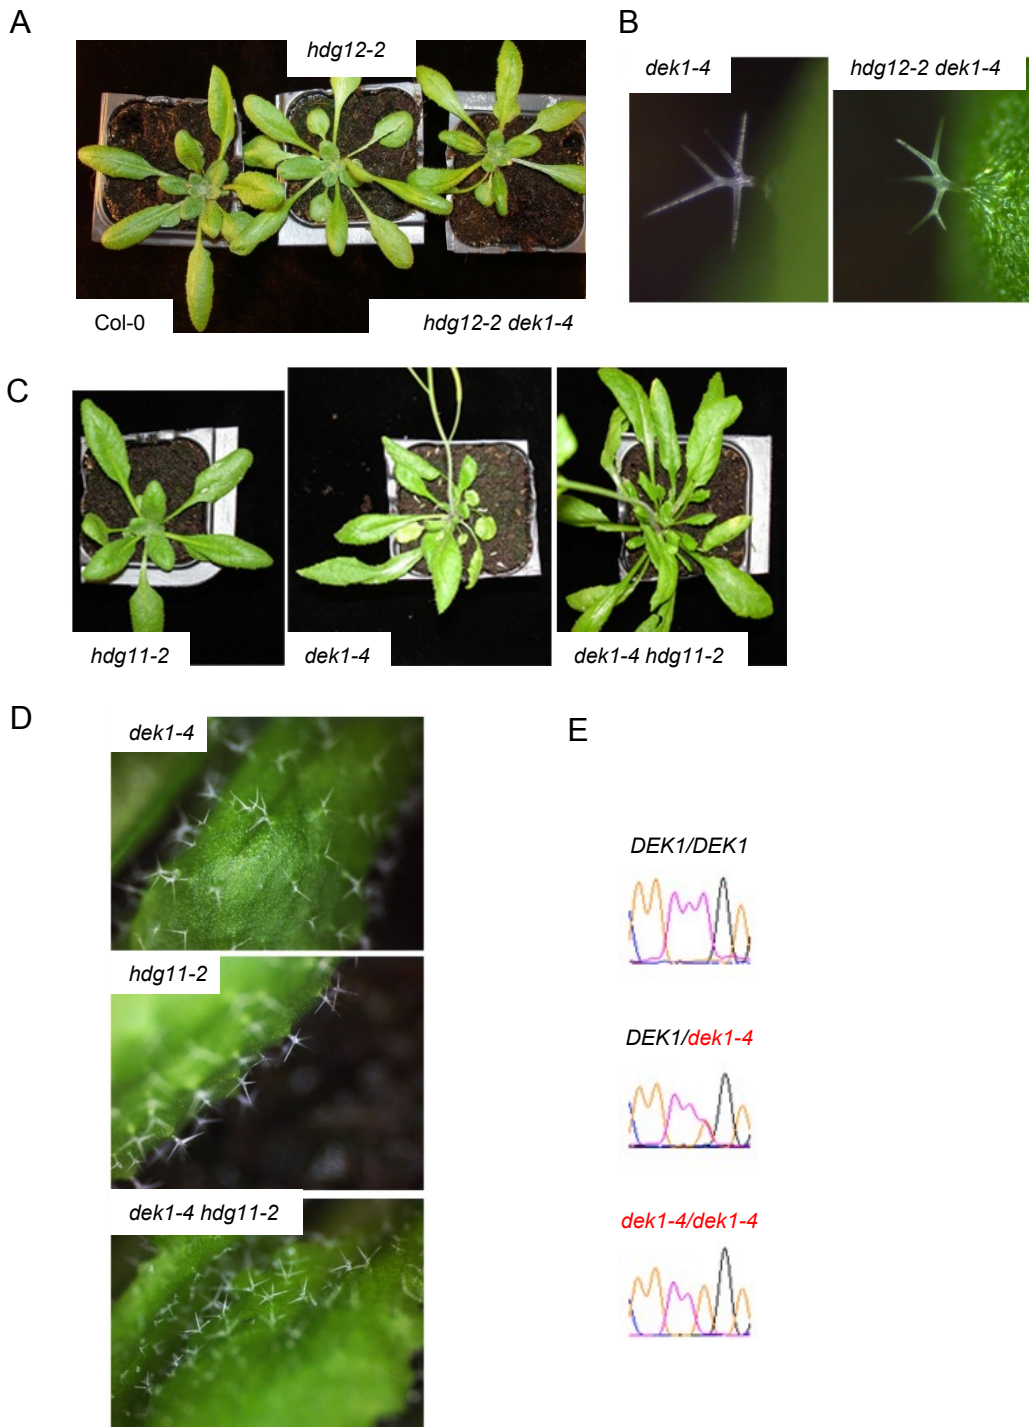 A
hdg12-2
Col-0
hdg12-2 dek1-4
B
dek1-4
hdg12-2 dek1-4
C
hdg11-2
dek1-4
dek1-4 hdg11-2
D
dek1-4
hdg11-2
dek1-4 hdg11-2
E
DEK1/DEK1
DEK1/dek1-4
dek1-4/dek1-4